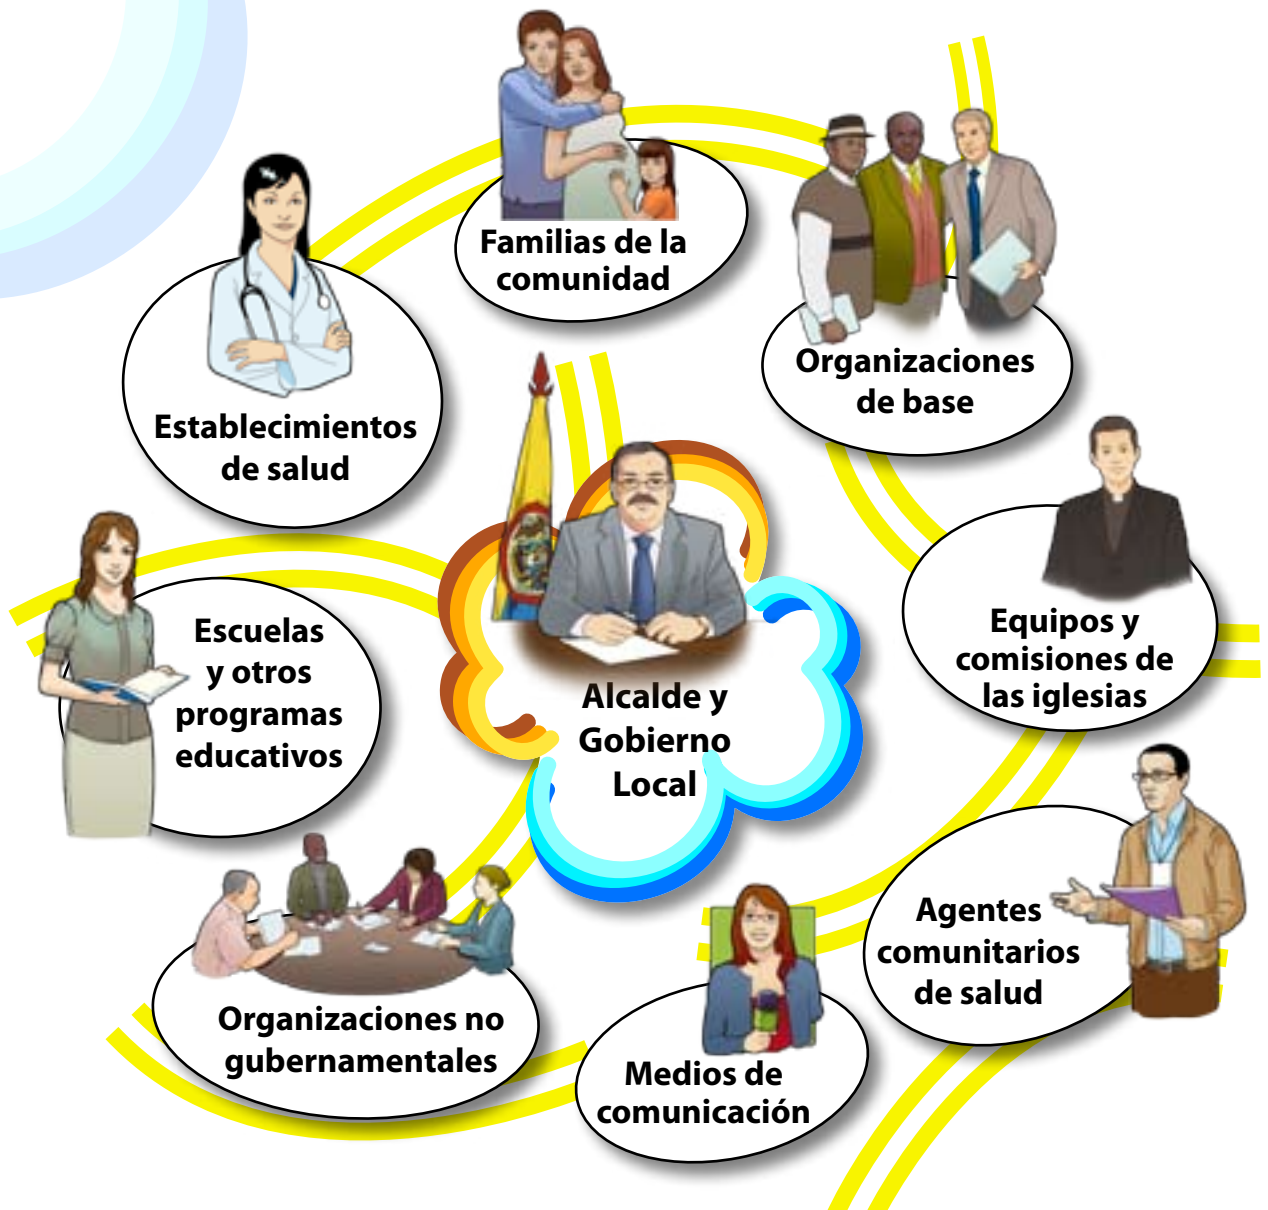 Familias de la
comunidad
Organizaciones
de base
Establecimientos
de salud
Equipos y
comisiones de
las iglesias
Escuelas
y otros
programas
educativos
Alcalde y
Gobierno
Local
Agentes
comunitarios
de salud
Organizaciones no
gubernamentales
Medios de
comunicación